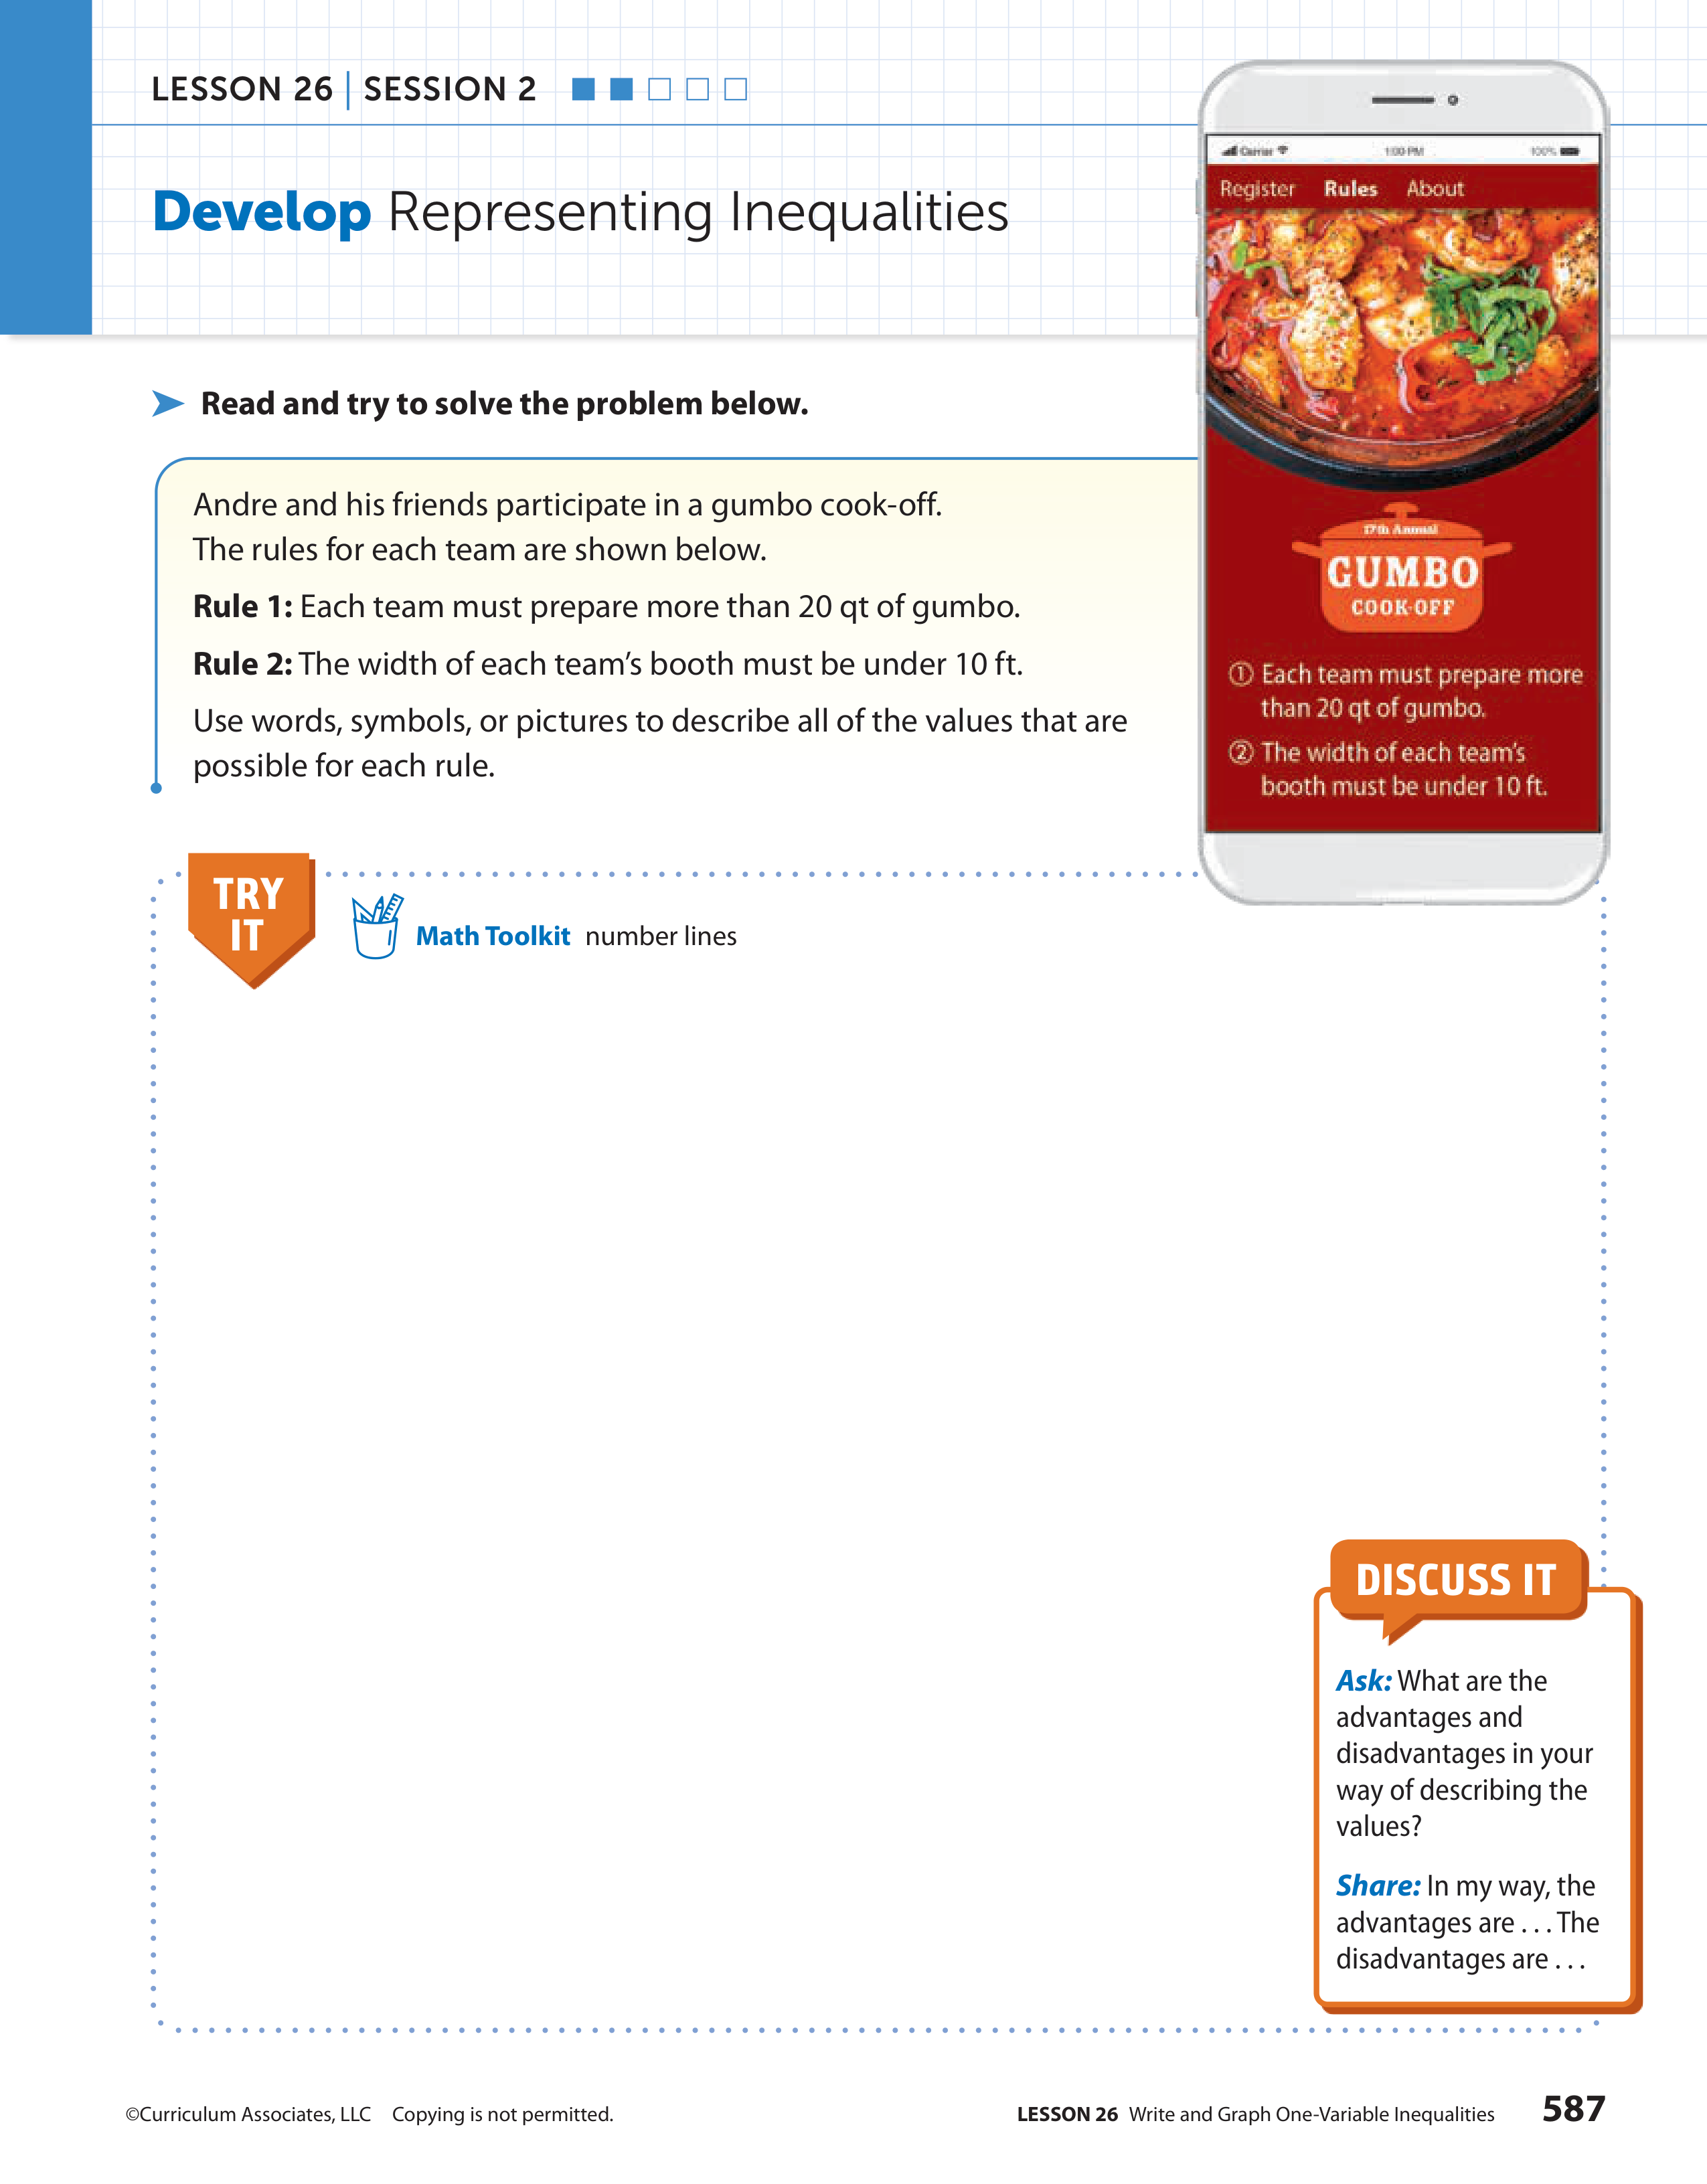 LESSON 26 | SESSION 2
Develop Representing Inequalities
Read and try to solve the problem below.
Andre and his friends participate in a gumbo cook-off.
The rules for each team are shown below.
Rule 1: Each team must prepare more than 20 qt of gumbo.
Rule 2: The width of each team's booth must be under 10 ft.
Use words, symbols, or pictures to describe all of the values that are
possible for each rule.
Carrier 1:00 PM 100%
Register Rules About
17th Annual
GUMBO
COOK-OFF
① Each team must prepare more
than 20 qt of gumbo.
② The width of each team's
booth must be under 10 ft.
TRY
IT
Math Toolkit number lines
DISCUSS IT
Ask: What are the
advantages and
disadvantages in your
way of describing the
values?
Share: In my way, the
advantages are . . . The
disadvantages are . . .
©Curriculum Associates, LLC Copying is not permitted.
LESSON 26 Write and Graph One-Variable Inequalities 587